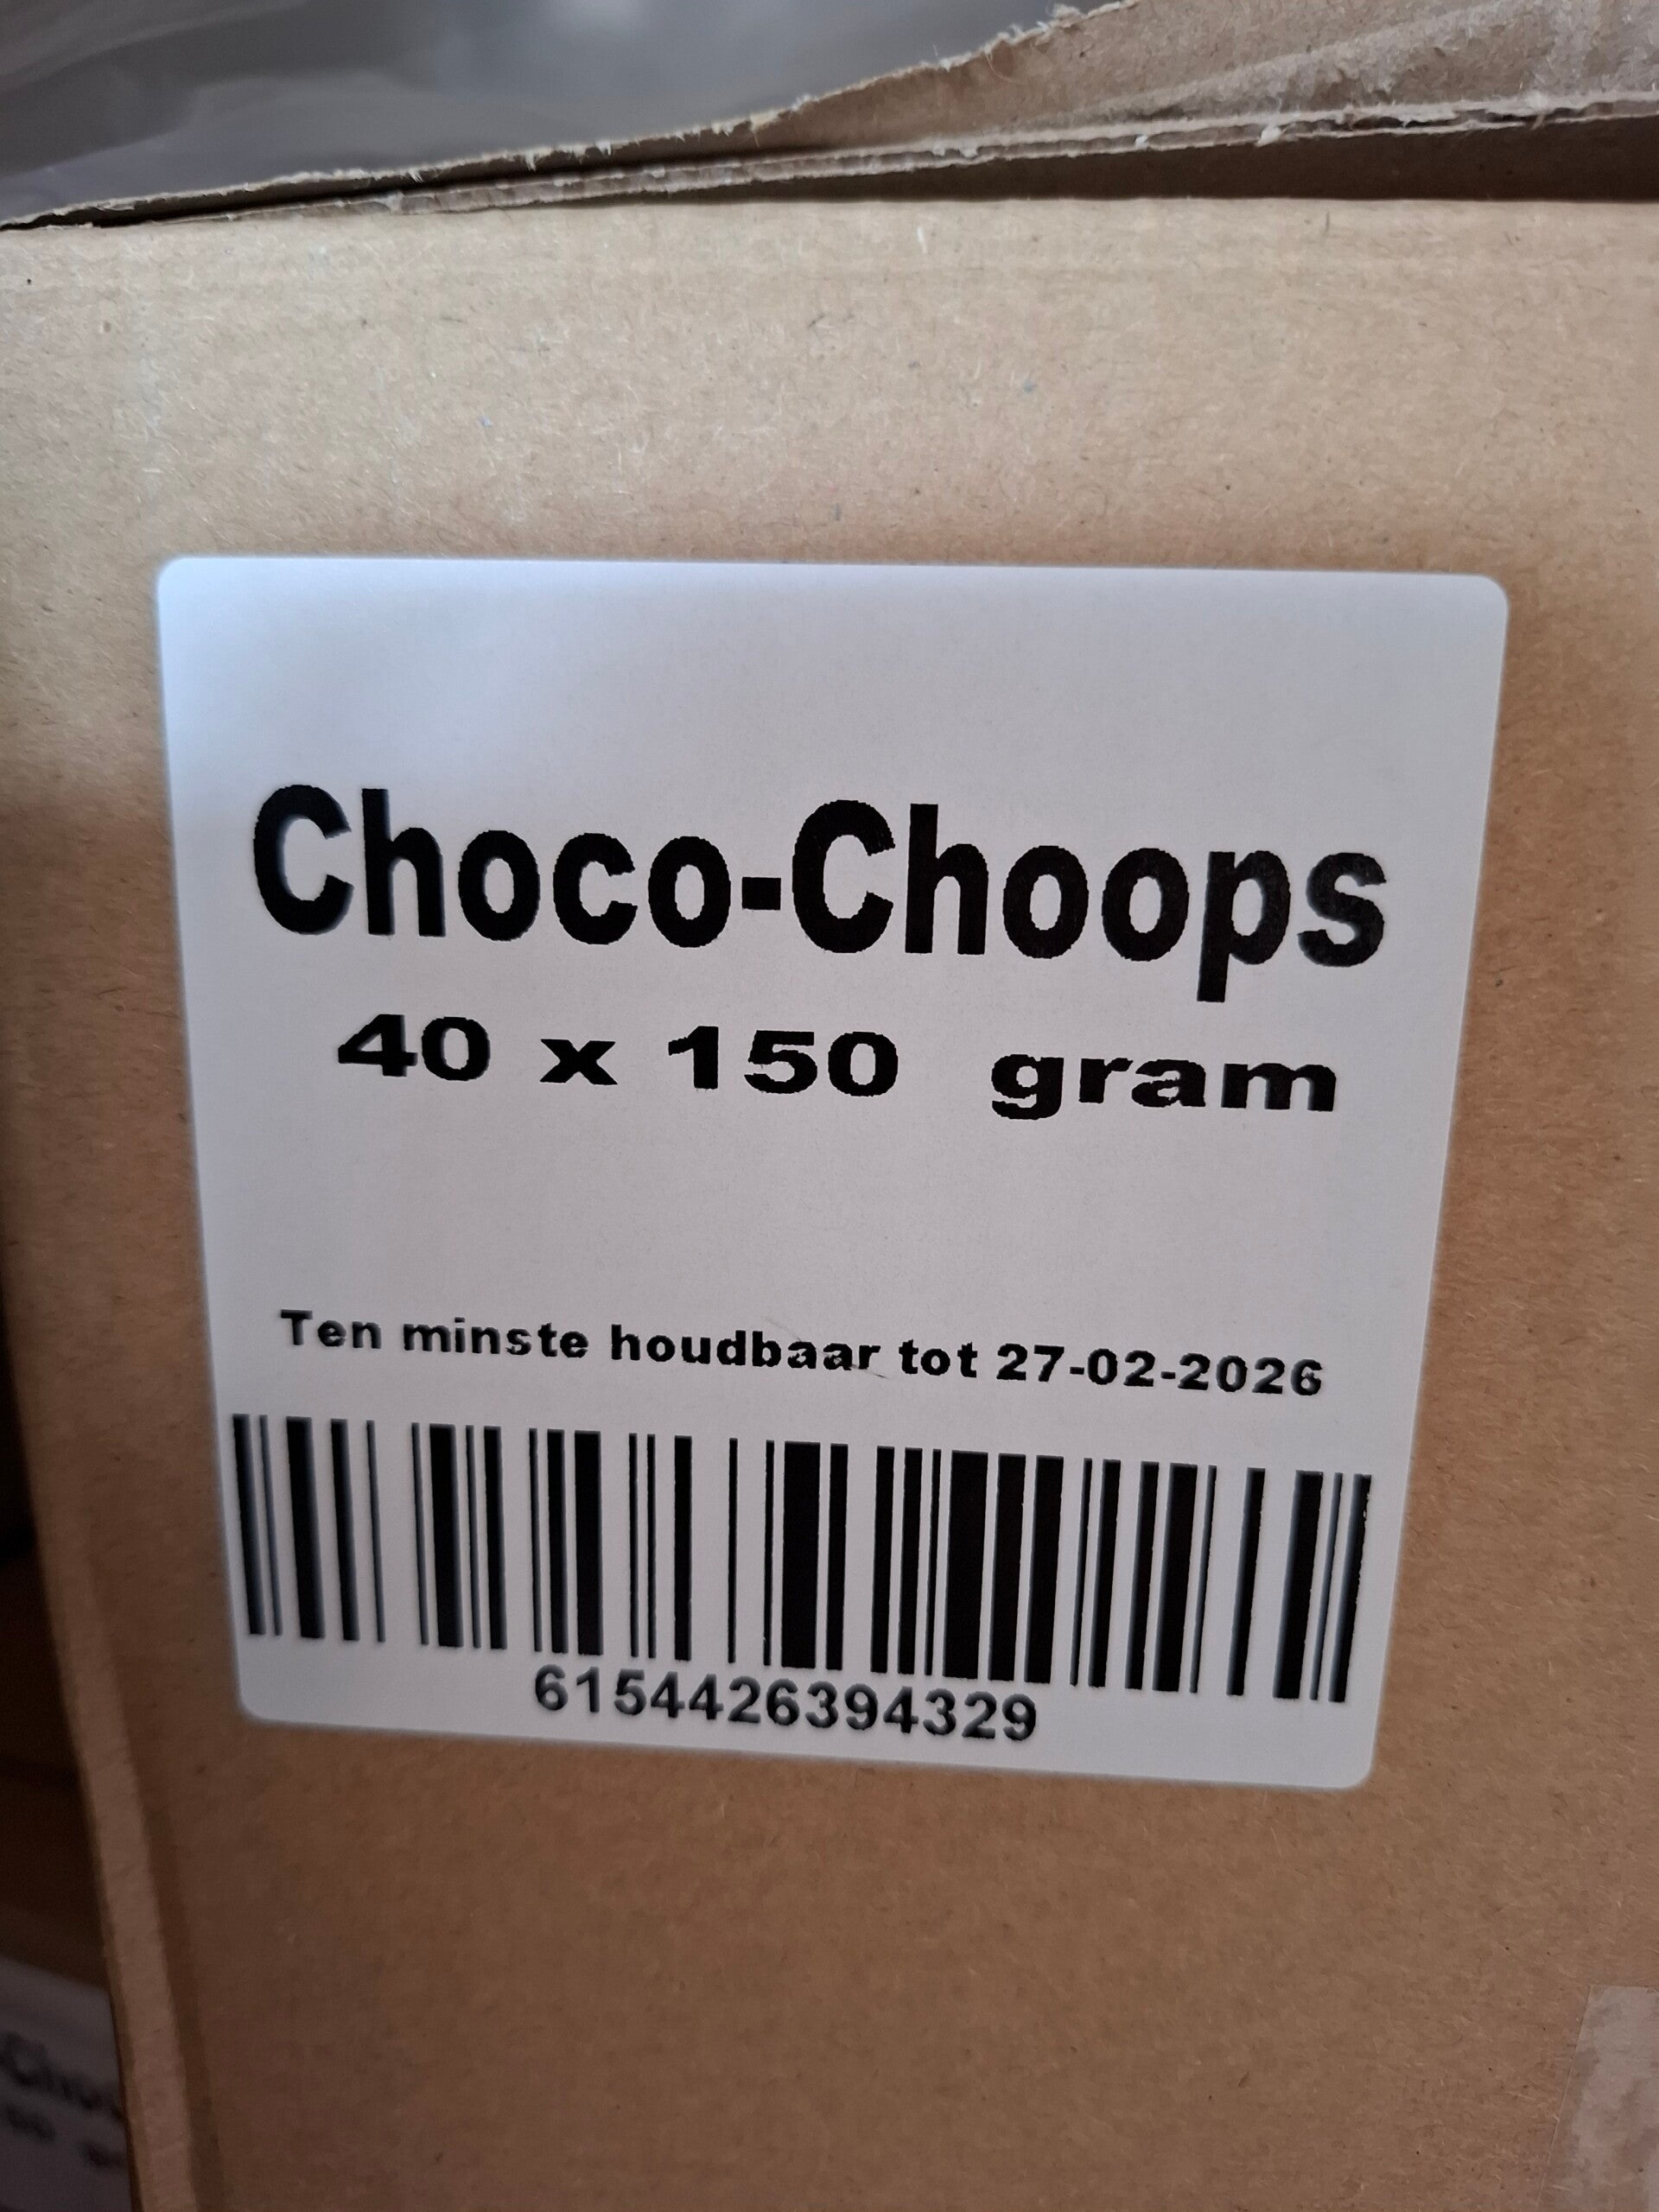 Choco-Choops
40 x 150 gram
Ten minste houdbaar tot 27-02-2026
6154426394329